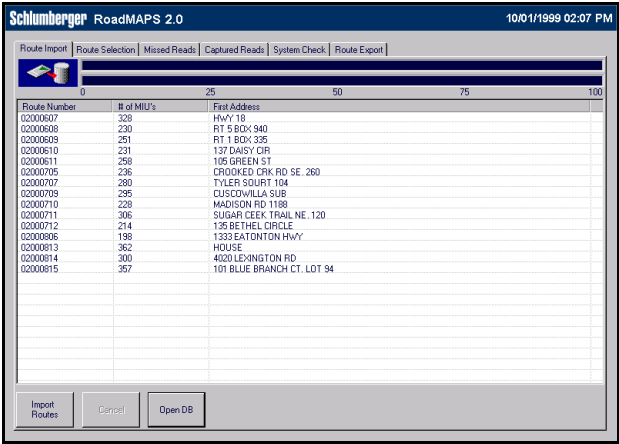 Schlumberger RoadMAPS 2.0 10/01/1999 02:07 PM
Route Import Route Selection Missed Reads Captured Reads System Check Route Export
0 25 50 75 100
Route Number # of MIU's First Address
02000607 328 HWY 18
02000608 230 RT 5 BOX 940
02000609 251 RT 1 BOX 335
02000610 231 137 DAISY CIR
02000611 258 105 GREEN ST
02000705 236 CROOKED CRK RD SE. 260
02000707 280 TYLER SOURT 104
02000709 295 CUSCOWILLA SUB
02000710 228 MADISON RD 1188
02000711 306 SUGAR CEEK TRAIL NE. 120
02000712 214 135 BETHEL CIRCLE
02000806 198 1333 EATONTON HWY
02000813 362 HOUSE
02000814 300 4020 LEXINGTON RD
02000815 357 101 BLUE BRANCH CT. LOT 94
Import Routes Cancel Open DB